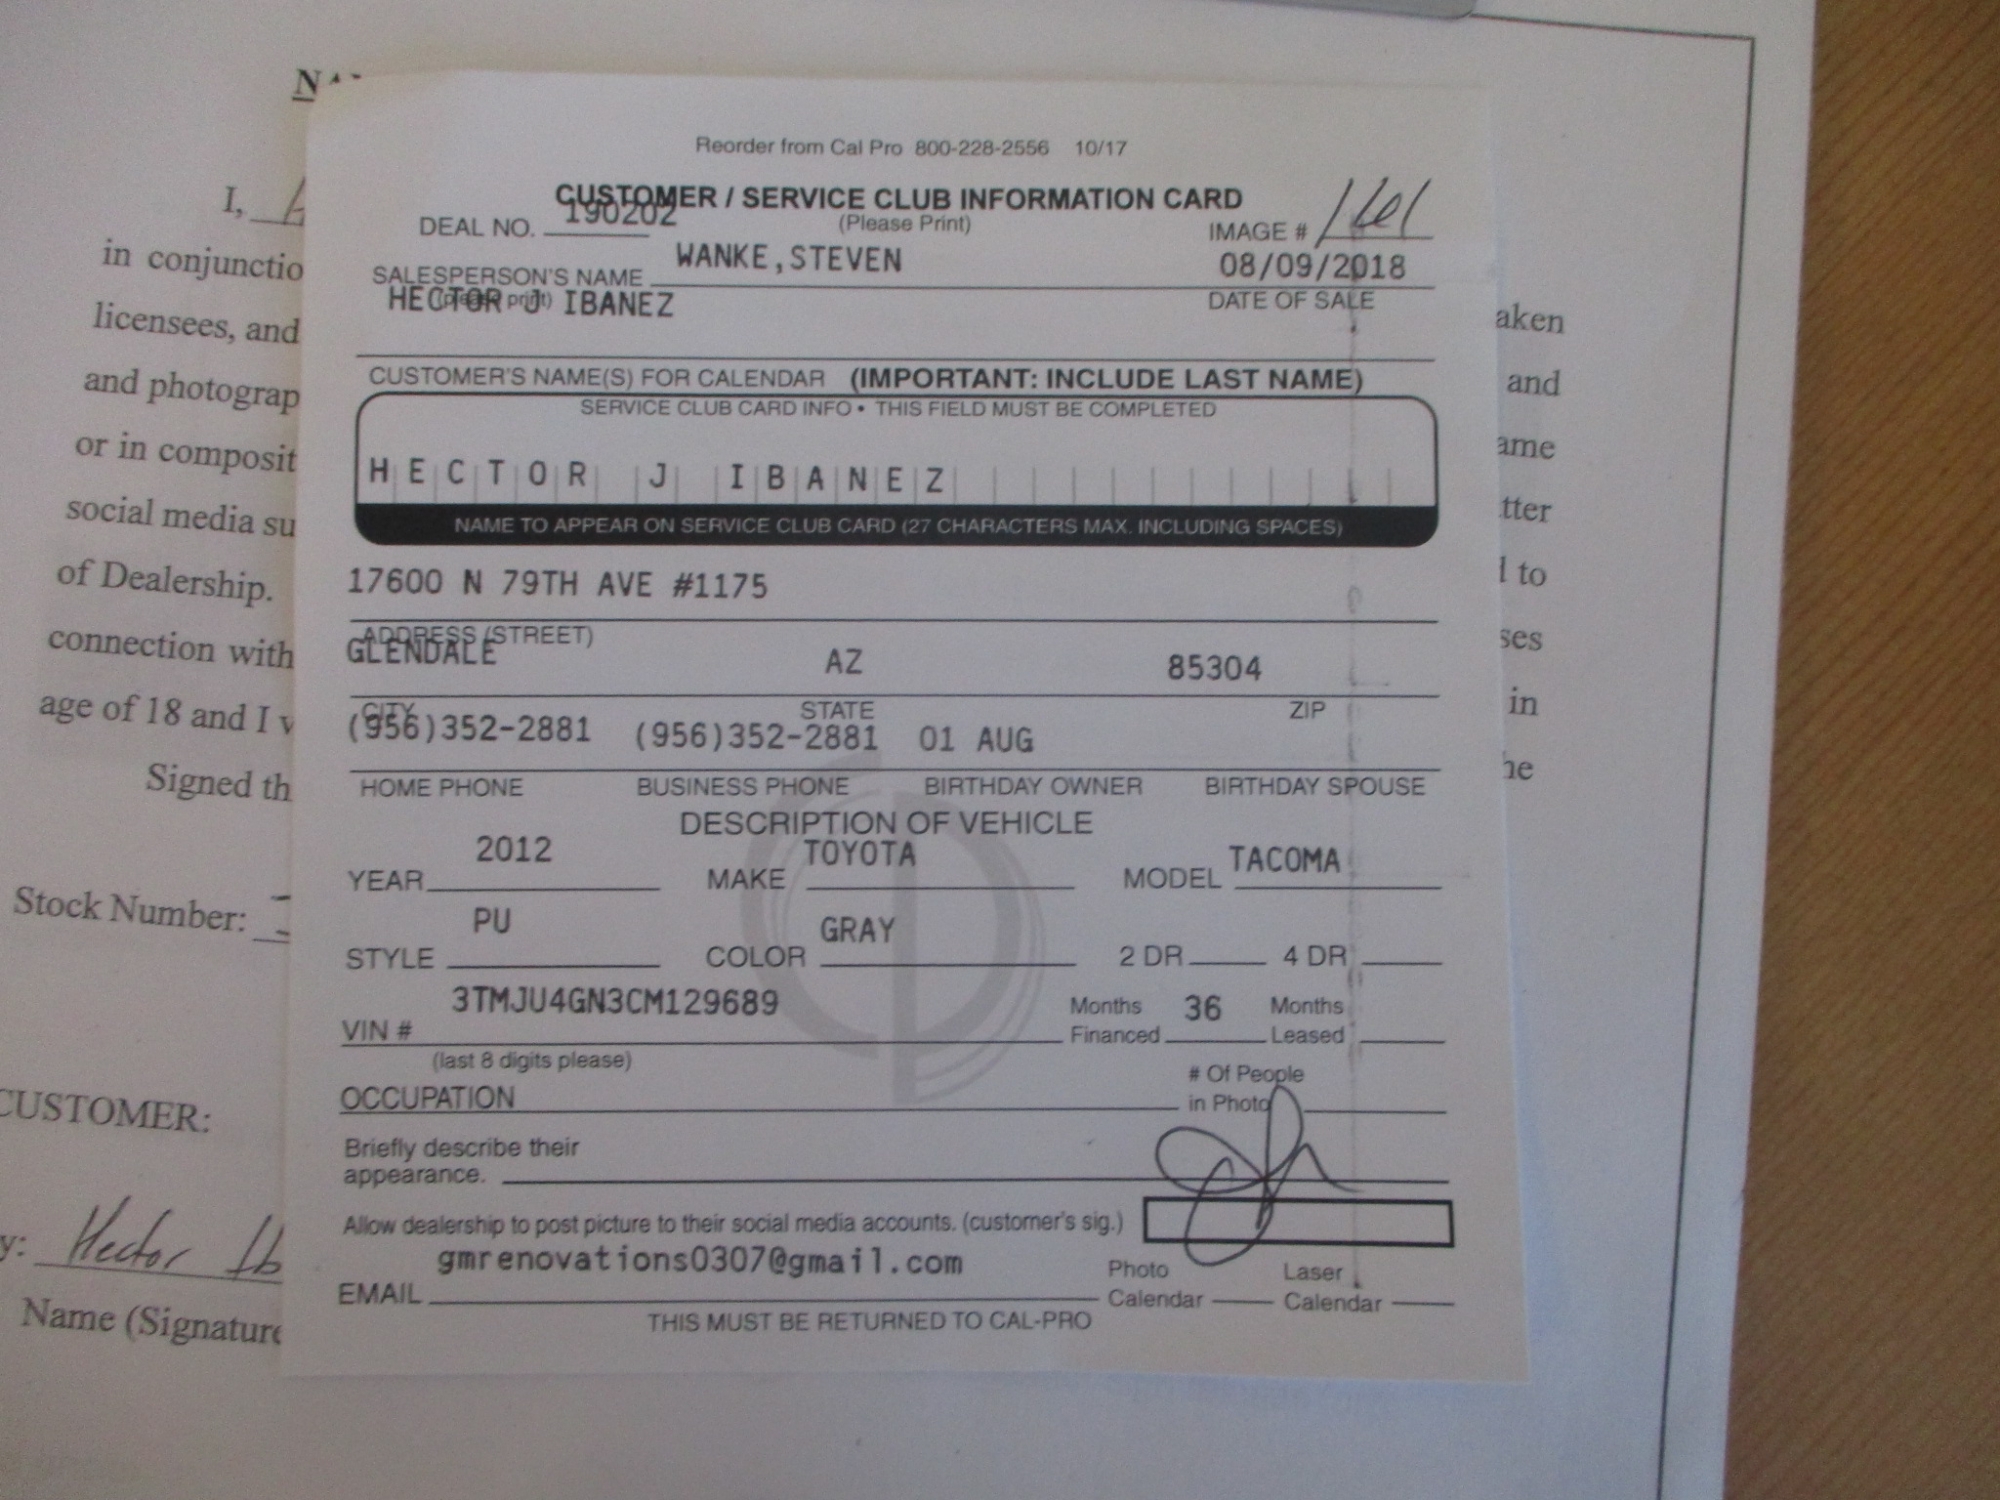 Reorder from Cal Pro 800-228-2556 10/17
CUSTOMER / SERVICE CLUB INFORMATION CARD
(Please Print)
DEAL NO. 190202
IMAGE # 161
SALESPERSON'S NAME WANKE,STEVEN
(please print)
08/09/2018
DATE OF SALE
HECTOR J IBANEZ
CUSTOMER'S NAME(S) FOR CALENDAR (IMPORTANT: INCLUDE LAST NAME)
SERVICE CLUB CARD INFO • THIS FIELD MUST BE COMPLETED
HECTOR J IBANEZ
NAME TO APPEAR ON SERVICE CLUB CARD (27 CHARACTERS MAX. INCLUDING SPACES)
17600 N 79TH AVE #1175
ADDRESS (STREET)
GLENDALE AZ 85304
CITY STATE ZIP
(956)352-2881 (956)352-2881 01 AUG
HOME PHONE BUSINESS PHONE BIRTHDAY OWNER BIRTHDAY SPOUSE
DESCRIPTION OF VEHICLE
YEAR 2012 MAKE TOYOTA MODEL TACOMA
STYLE PU COLOR GRAY 2 DR 4 DR
VIN # 3TMJU4GN3CM129689 Months Financed 36 Months Leased
(last 8 digits please)
OCCUPATION # Of People in Photo
Briefly describe their
appearance.
Allow dealership to post picture to their social media accounts. (customer's sig.)
EMAIL gmrenovations0307@gmail.com Photo Calendar Laser Calendar
THIS MUST BE RETURNED TO CAL-PRO
I,
in conjunctio
licensees, and aken
and photograp and
or in composit ame
social media su tter
of Dealership. to
connection with ses
age of 18 and I in
Signed th he
Stock Number:
CUSTOMER:
y: Hector Ib
Name (Signature